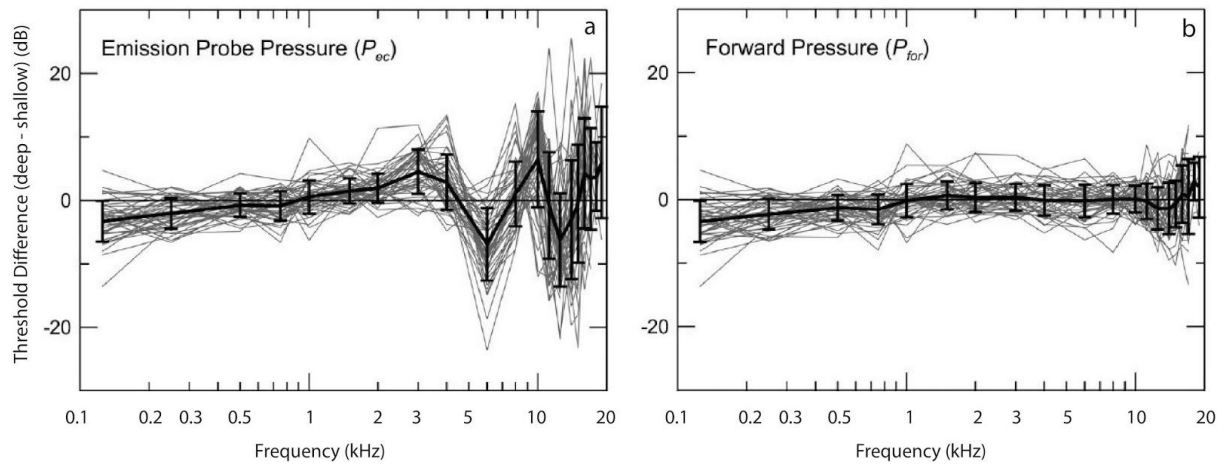 Threshold Difference (deep - shallow) (dB)
Emission Probe Pressure (Pec)
a
20
0
-20
0.1 0.2 0.3 0.5 1 2 3 5 10 20
Frequency (kHz)
Forward Pressure (Pfor)
b
20
0
-20
0.1 0.2 0.3 0.5 1 2 3 5 10 20
Frequency (kHz)